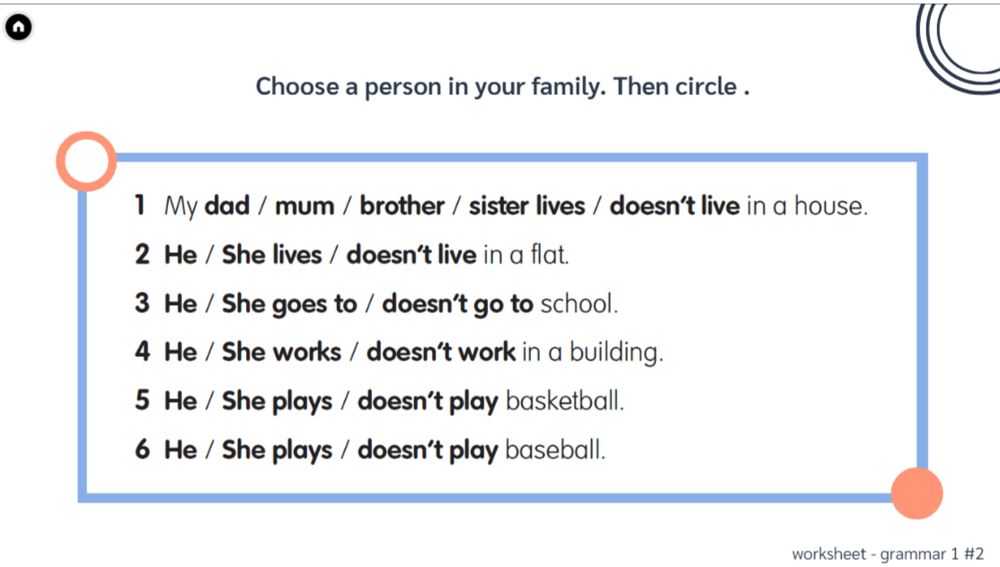 Choose a person in your family. Then circle .
1 My dad / mum / brother / sister lives / doesn't live in a house.
2 He / She lives / doesn't live in a flat.
3 He / She goes to / doesn't go to school.
4 He / She works / doesn't work in a building.
5 He / She plays / doesn't play basketball.
6 He / She plays / doesn't play baseball.
worksheet - grammar 1 #2